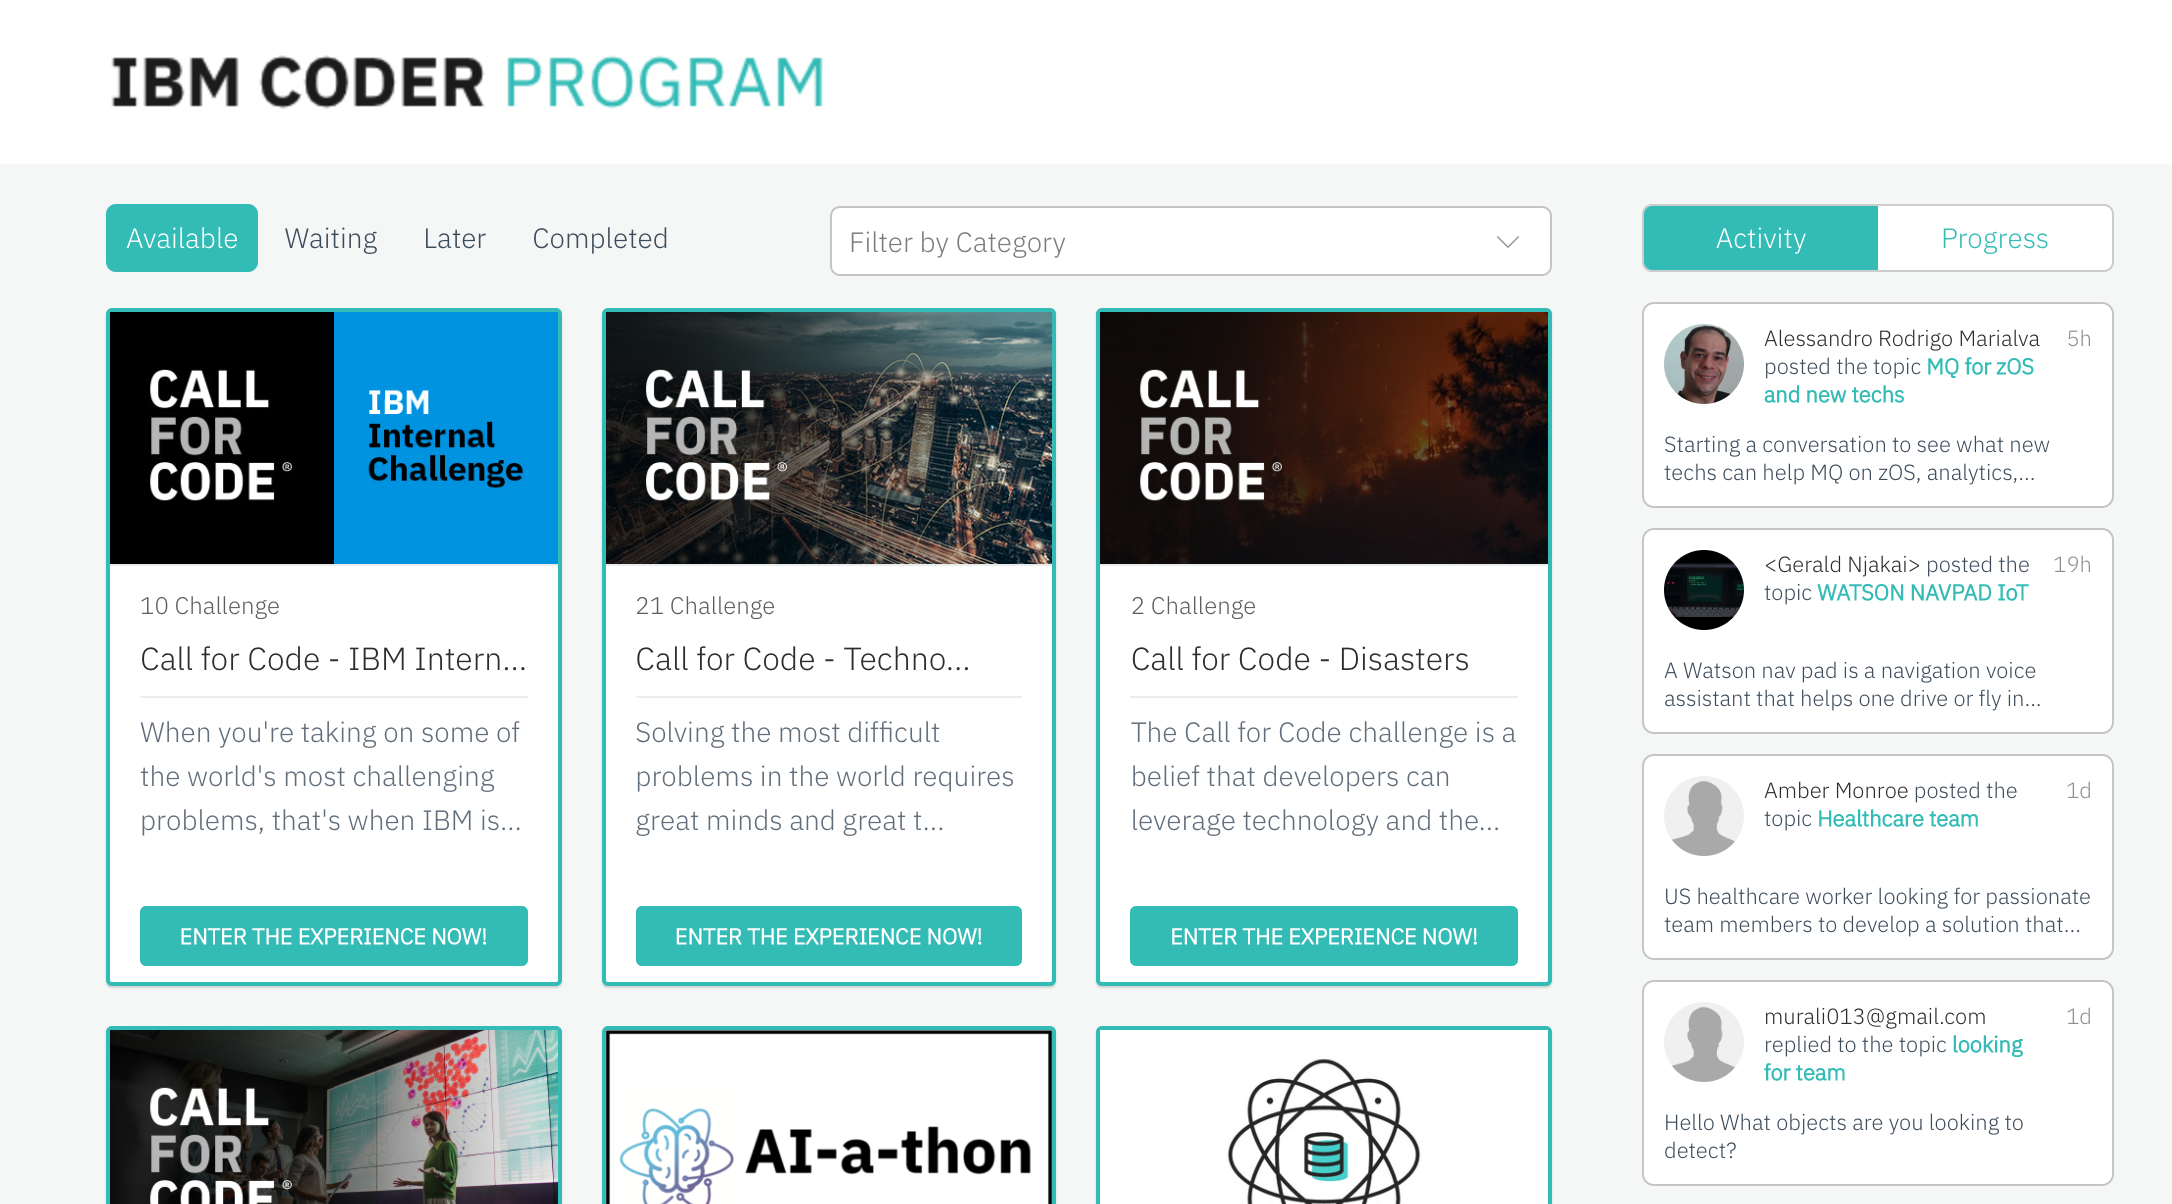 IBM CODER PROGRAM
Available
Waiting
Later
Completed
Filter by Category
Activity
Progress
CALL
FOR
CODE®
IBM
Internal
Challenge
10 Challenge
Call for Code - IBM Intern...
When you're taking on some of
the world's most challenging
problems, that's when IBM is...
ENTER THE EXPERIENCE NOW!
CALL
FOR
CODE®
21 Challenge
Call for Code - Techno...
Solving the most difficult
problems in the world requires
great minds and great t...
ENTER THE EXPERIENCE NOW!
CALL
FOR
CODE®
2 Challenge
Call for Code - Disasters
The Call for Code challenge is a
belief that developers can
leverage technology and the...
ENTER THE EXPERIENCE NOW!
CALL
FOR
CODE®
AI-a-thon
Alessandro Rodrigo Marialva 5h
posted the topic MQ for zOS
and new techs
Starting a conversation to see what new
techs can help MQ on zOS, analytics,...
<Gerald Njakai> posted the 19h
topic WATSON NAVPAD IoT
A Watson nav pad is a navigation voice
assistant that helps one drive or fly in...
Amber Monroe posted the 1d
topic Healthcare team
US healthcare worker looking for passionate
team members to develop a solution that...
murali013@gmail.com 1d
replied to the topic looking
for team
Hello What objects are you looking to
detect?